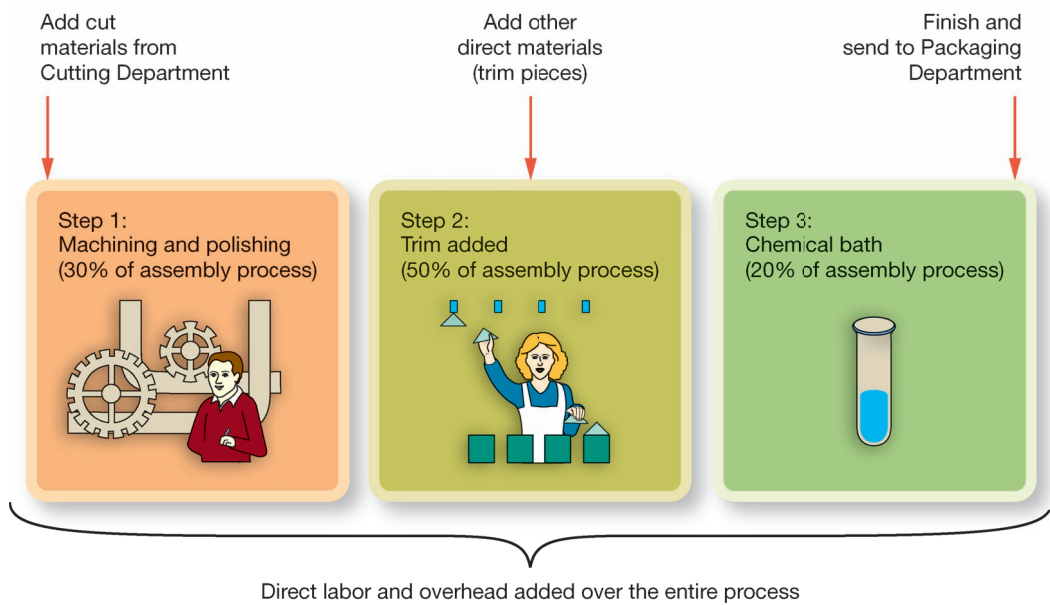 Add cut
materials from
Cutting Department
Add other
direct materials
(trim pieces)
Finish and
send to Packaging
Department
Step 1:
Machining and polishing
(30% of assembly process)
Step 2:
Trim added
(50% of assembly process)
Step 3:
Chemical bath
(20% of assembly process)
Direct labor and overhead added over the entire process